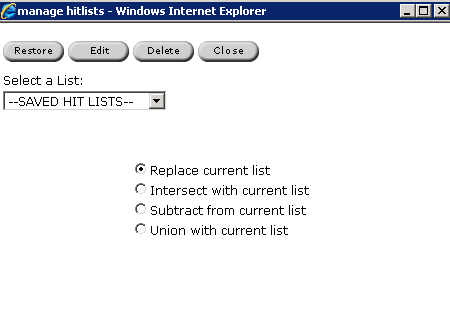 manage hitlists - Windows Internet Explorer
Restore Edit Delete Close
Select a List:
--SAVED HIT LISTS--
Replace current list
Intersect with current list
Subtract from current list
Union with current list